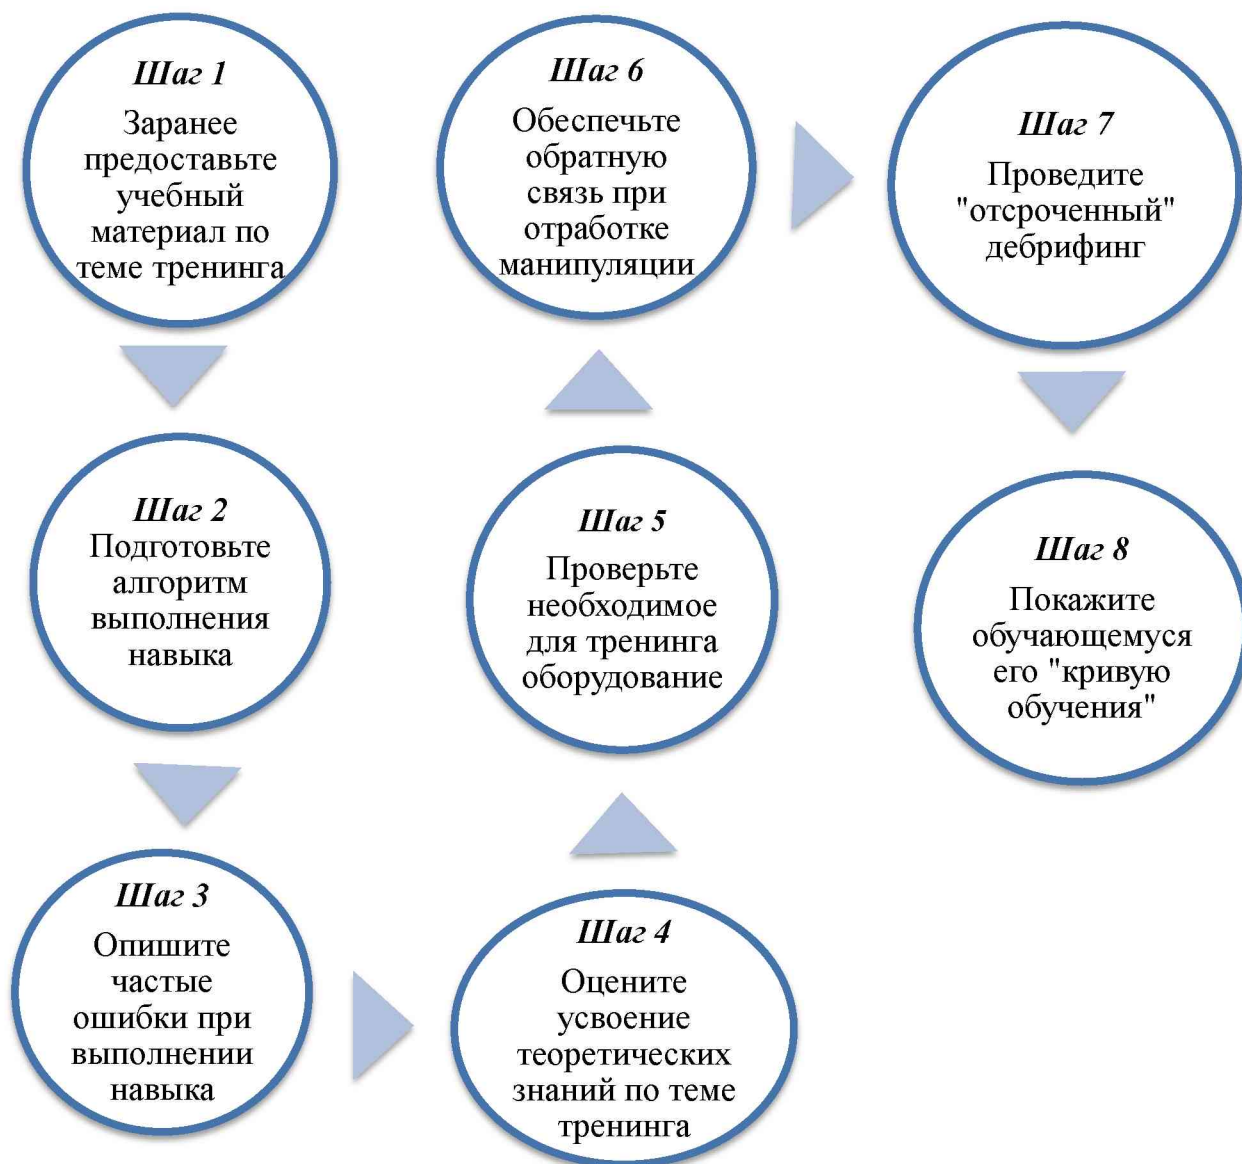 Шаг 1
Заранее
предоставьте
учебный
материал по
теме тренинга
Шаг 2
Подготовьте
алгоритм
выполнения
навыка
Шаг 3
Опишите
частые
ошибки при
выполнении
навыка
Шаг 4
Оцените
усвоение
теоретических
знаний по теме
тренинга
Шаг 5
Проверьте
необходимое
для тренинга
оборудование
Шаг 6
Обеспечьте
обратную
связь при
отработке
манипуляции
Шаг 7
Проведите
"отсроченный"
дебрифинг
Шаг 8
Покажите
обучающемуся
его "кривую
обучения"